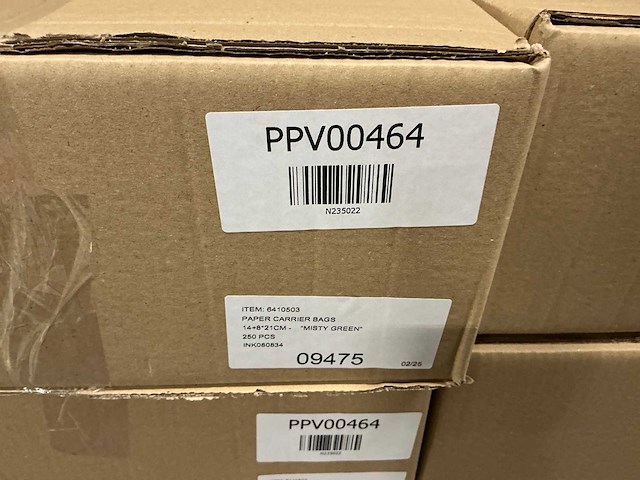 PPV00464
N235022
ITEM: 6410503
PAPER CARRIER BAGS
14+8*21CM - "MISTY GREEN"
250 PCS
INK080834
09475
02/25
PPV00464
N235022